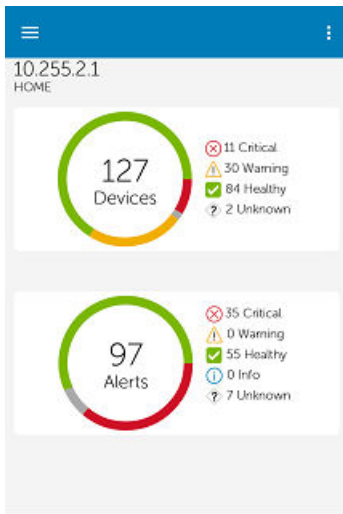 10.255.2.1
HOME
127
Devices
11 Critical
30 Warning
84 Healthy
? 2 Unknown
97
Alerts
35 Critical
0 Warning
55 Healthy
i 0 Info
? 7 Unknown